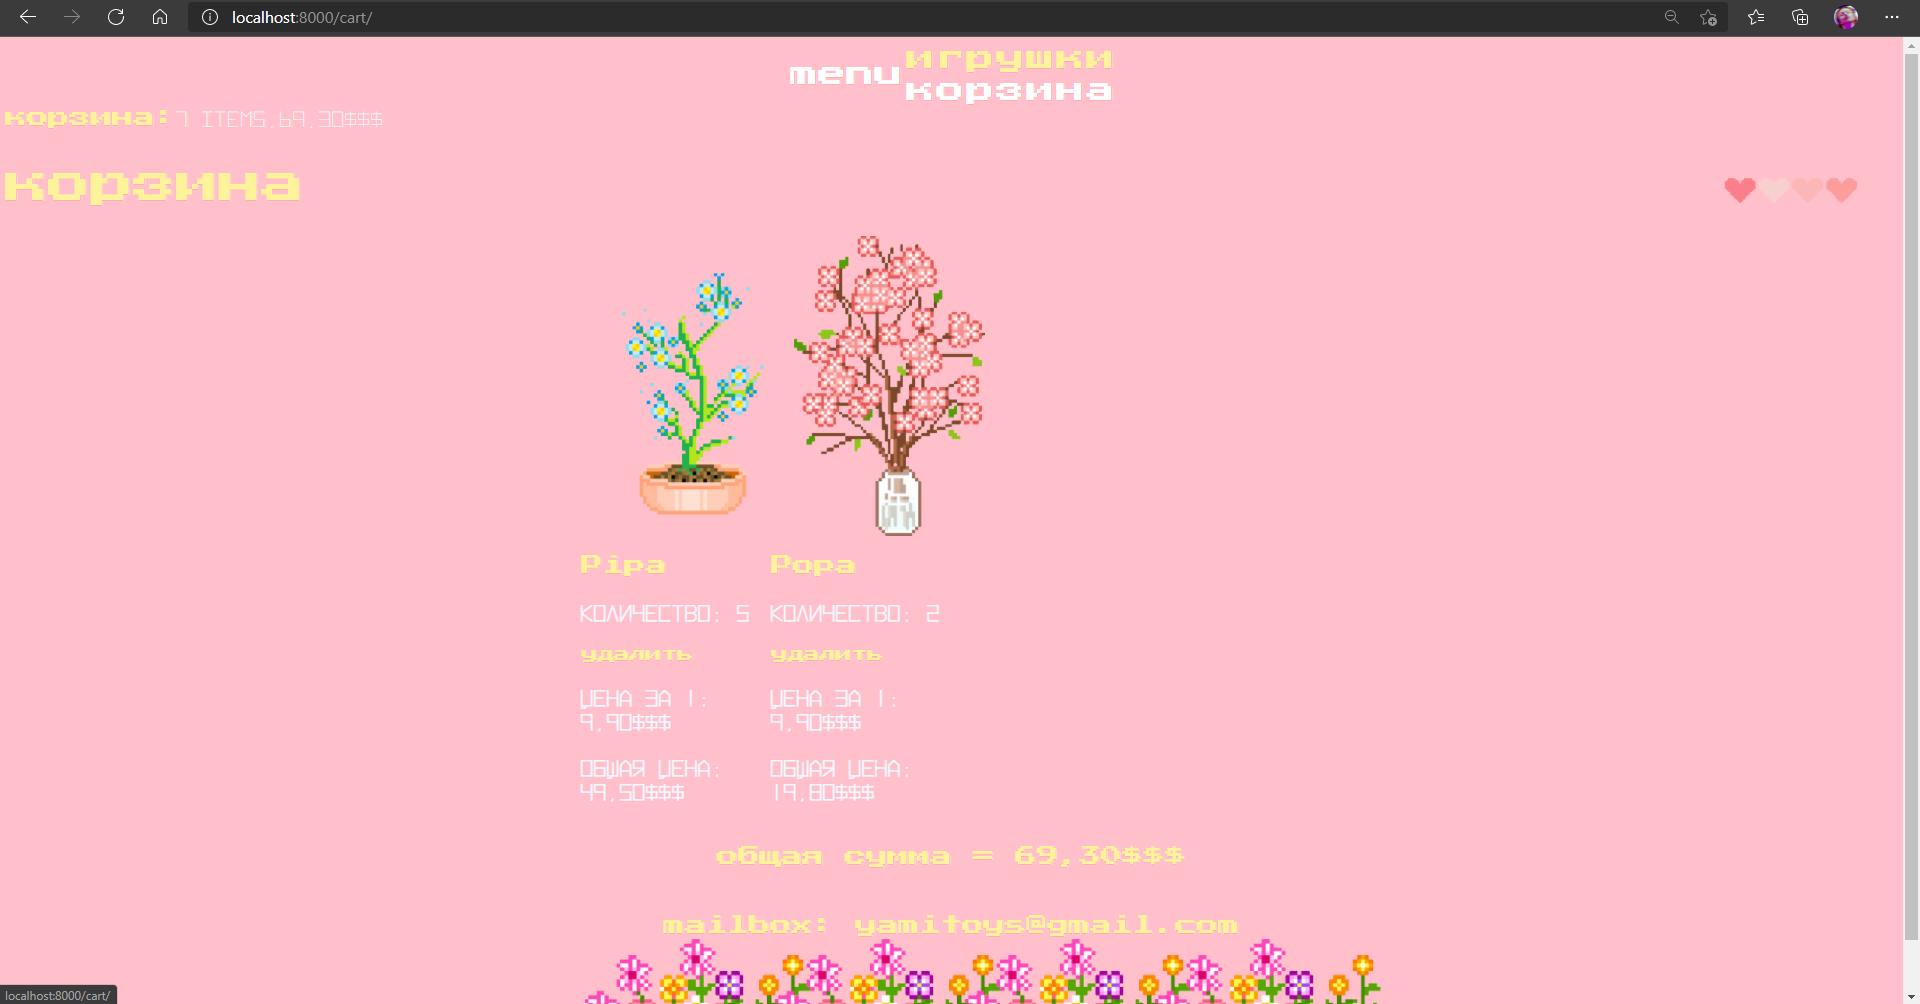 localhost:8000/cart/
menu
игрушки
корзина
корзина: 7 ITEMS,69,30$$$
корзина
Pipa
Popa
КОЛИЧЕСТВО: 5
КОЛИЧЕСТВО: 2
удалить
удалить
ЦЕНА ЗА 1:
9,90$$$
ЦЕНА ЗА 1:
9,90$$$
ОБЩАЯ ЦЕНА:
49,50$$$
ОБЩАЯ ЦЕНА:
19,80$$$
общая сумма = 69,30$$$
mailbox: yamitoys@gmail.com
localhost:8000/cart/